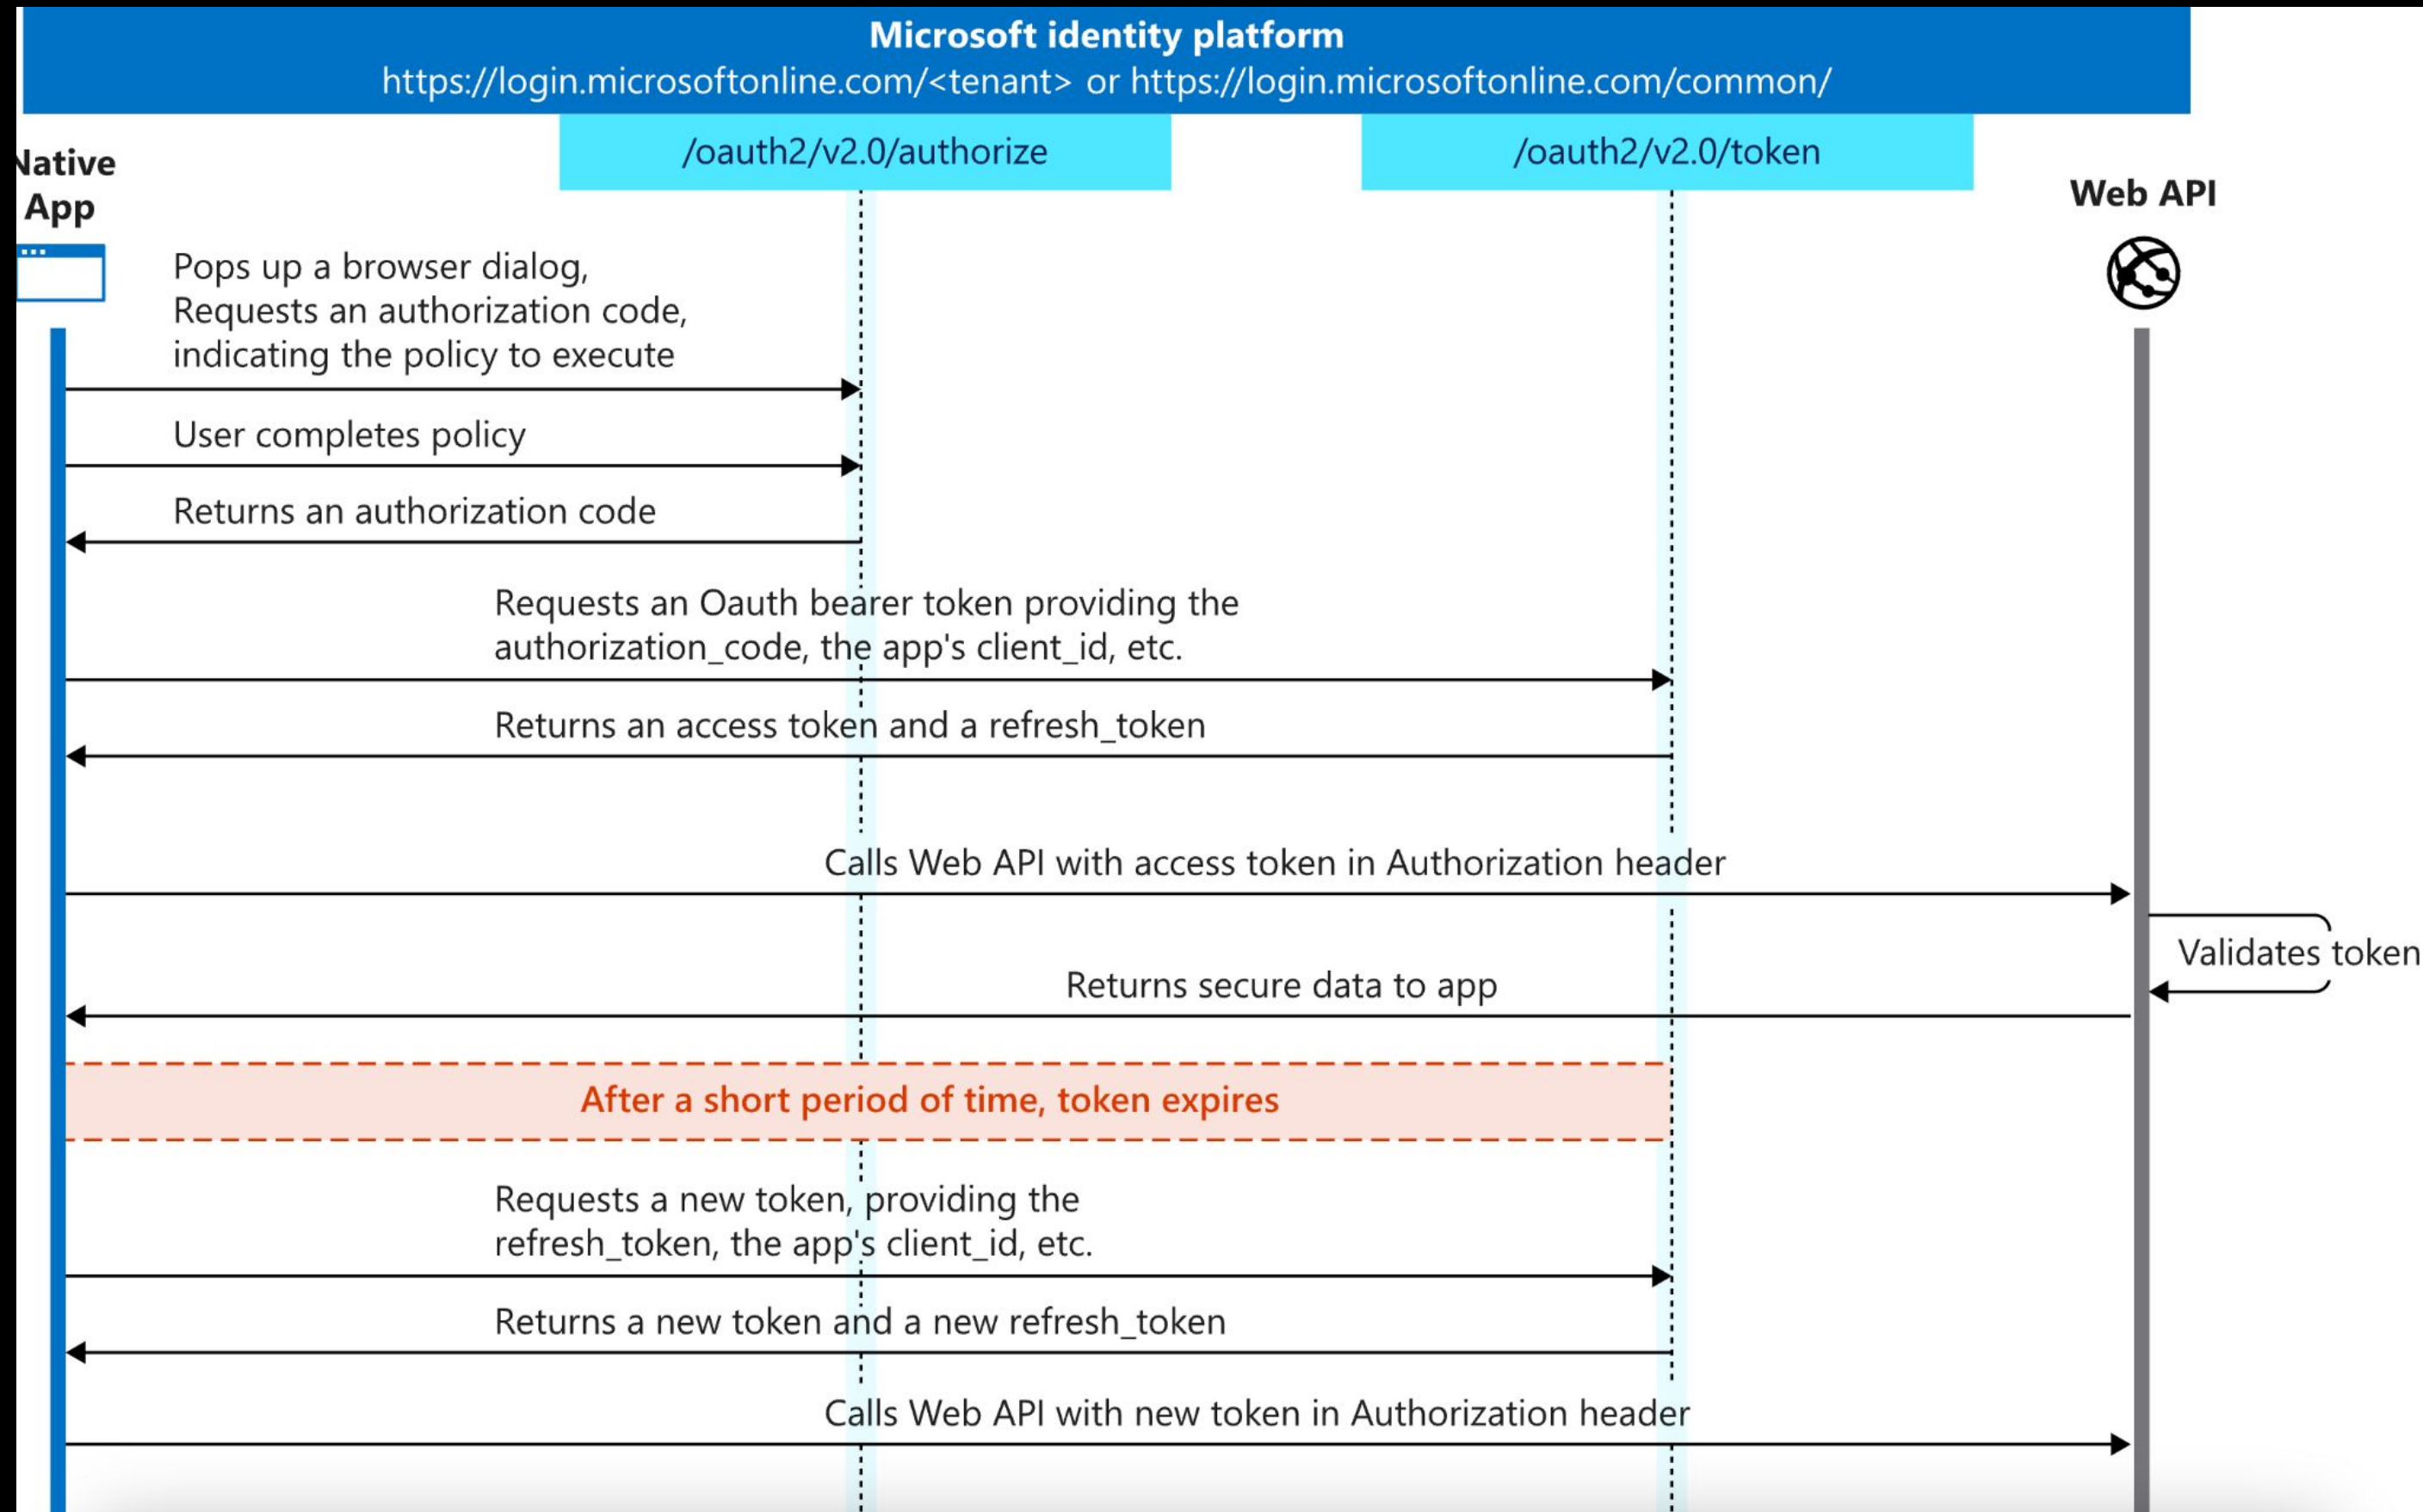 Microsoft identity platform
https://login.microsoftonline.com/<tenant> or https://login.microsoftonline.com/common/
/oauth2/v2.0/authorize
/oauth2/v2.0/token
Native
App
Web API
Pops up a browser dialog,
Requests an authorization code,
indicating the policy to execute
User completes policy
Returns an authorization code
Requests an Oauth bearer token providing the
authorization_code, the app's client_id, etc.
Returns an access token and a refresh_token
Calls Web API with access token in Authorization header
Validates token
Returns secure data to app
After a short period of time, token expires
Requests a new token, providing the
refresh_token, the app's client_id, etc.
Returns a new token and a new refresh_token
Calls Web API with new token in Authorization header